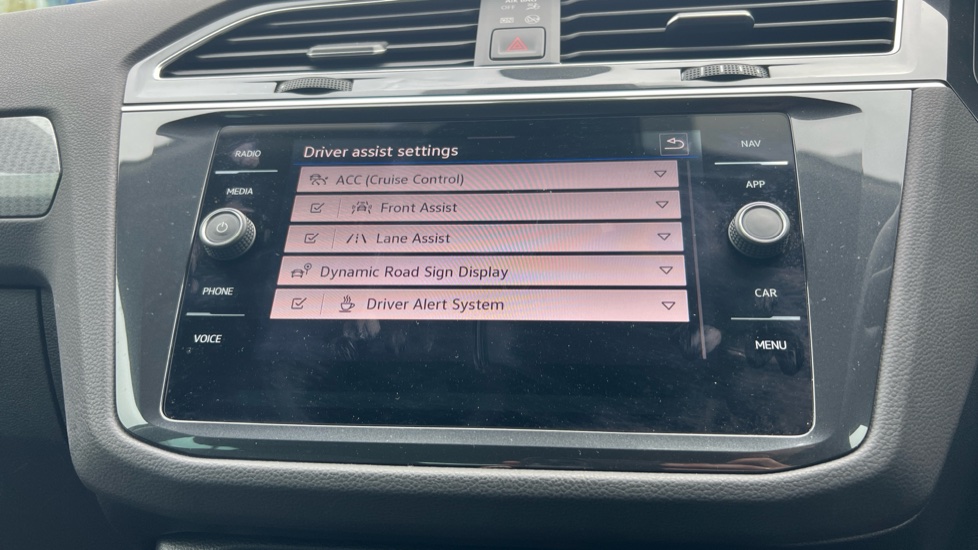 OFF
RADIO
MEDIA
PHONE
VOICE
Driver assist settings
ACC (Cruise Control)
Front Assist
Lane Assist
Dynamic Road Sign Display
Driver Alert System
NAV
APP
CAR
MENU